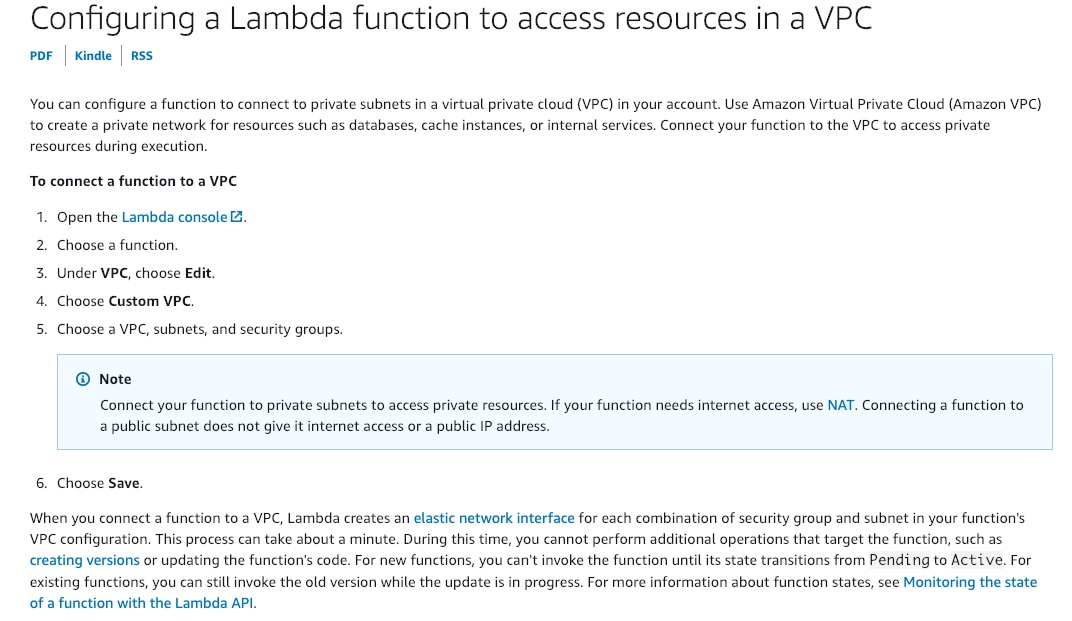 Configuring a Lambda function to access resources in a VPC
PDF Kindle RSS
You can configure a function to connect to private subnets in a virtual private cloud (VPC) in your account. Use Amazon Virtual Private Cloud (Amazon VPC)
to create a private network for resources such as databases, cache instances, or internal services. Connect your function to the VPC to access private
resources during execution.
To connect a function to a VPC
1. Open the Lambda console.
2. Choose a function.
3. Under VPC, choose Edit.
4. Choose Custom VPC.
5. Choose a VPC, subnets, and security groups.
Note
Connect your function to private subnets to access private resources. If your function needs internet access, use NAT. Connecting a function to
a public subnet does not give it internet access or a public IP address.
6. Choose Save.
When you connect a function to a VPC, Lambda creates an elastic network interface for each combination of security group and subnet in your function's
VPC configuration. This process can take about a minute. During this time, you cannot perform additional operations that target the function, such as
creating versions or updating the function's code. For new functions, you can't invoke the function until its state transitions from Pending to Active. For
existing functions, you can still invoke the old version while the update is in progress. For more information about function states, see Monitoring the state
of a function with the Lambda API.